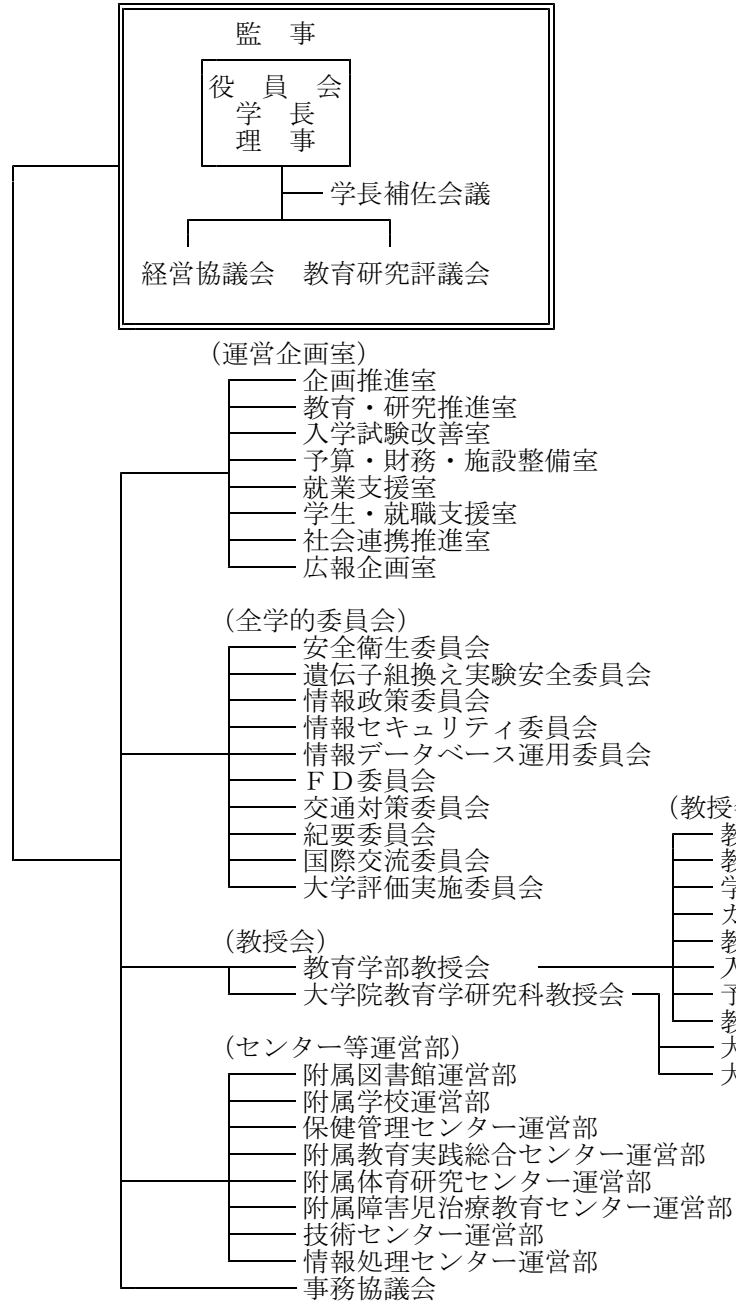 監　事
役　員　会
学　長
理　事
学長補佐会議
経営協議会　教育研究評議会
（運営企画室）
企画推進室
教育・研究推進室
入学試験改善室
予算・財務・施設整備室
就業支援室
学生・就職支援室
社会連携推進室
広報企画室
（全学的委員会）
安全衛生委員会
遺伝子組換え実験安全委員会
情報政策委員会
情報セキュリティ委員会
情報データベース運用委員会
ＦＤ委員会
交通対策委員会
紀要委員会
国際交流委員会
大学評価実施委員会
（教授会）
教育学部教授会
大学院教育学研究科教授会
（教授
教
教
学
カ
教
入
予
教
大
大
（センター等運営部）
附属図書館運営部
附属学校運営部
保健管理センター運営部
附属教育実践総合センター運営部
附属体育研究センター運営部
附属障害児治療教育センター運営部
技術センター運営部
情報処理センター運営部
事務協議会